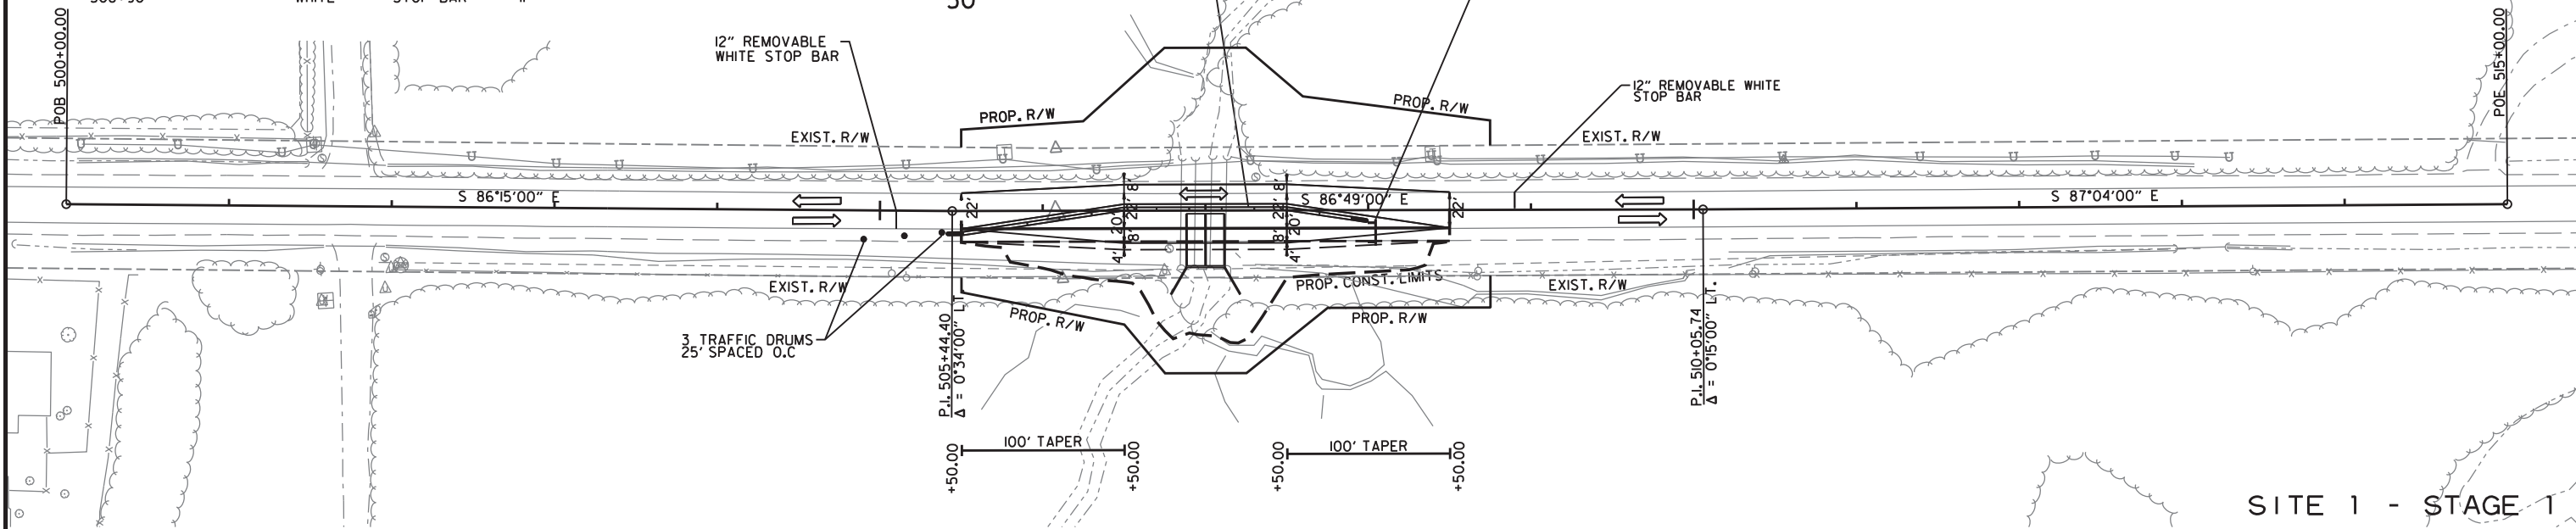 50
POB 500+00.00
12" REMOVABLE
WHITE STOP BAR
PROP. R/W
PROP. R/W
12" REMOVABLE WHITE
STOP BAR
POE 515+00.00
EXIST. R/W
EXIST. R/W
S 86°15'00" E
S 86°49'00" E
S 87°04'00" E
22'
8'
22'
20'
8'
4'
8'
22'
20'
8'
4'
22'
EXIST. R/W
PROP. CONST. LIMITS
EXIST. R/W
PROP. R/W
PROP. R/W
3 TRAFFIC DRUMS
25' SPACED O.C
P.I. 505+44.40
Δ = 0°34'00" LT.
P.I. 510+05.74
Δ = 0°15'00" LT.
100' TAPER
100' TAPER
+50.00
+50.00
+50.00
+50.00
SITE 1 - STAGE 1